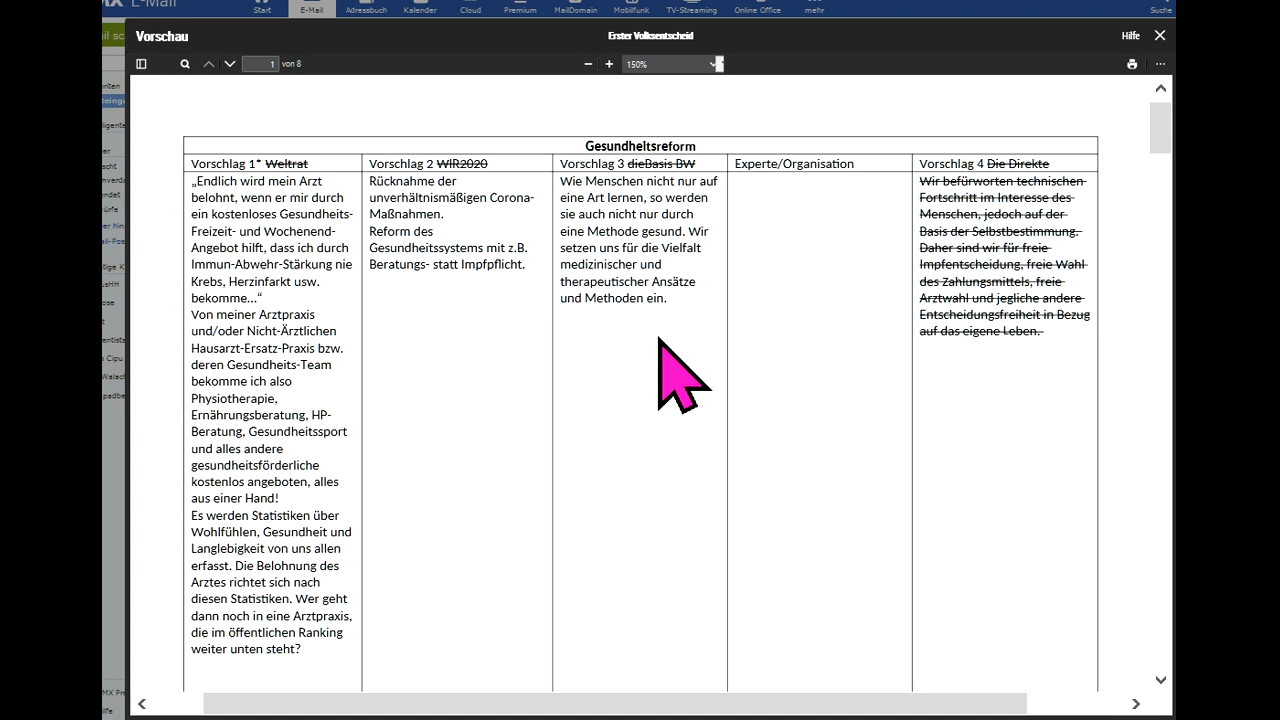 E-Mail
Start E-Mail Adressbuch Kalender Cloud Premium MailDomain Mobilfunk TV-Streaming Online Office mehr Suche
Vorschau Erster Volksentscheid Hilfe
1 von 8 150%
Gesundheitsreform
Vorschlag 1* Weltrat
„Endlich wird mein Arzt
belohnt, wenn er mir durch
ein kostenloses Gesundheits-
Freizeit- und Wochenend-
Angebot hilft, dass ich durch
Immun-Abwehr-Stärkung nie
Krebs, Herzinfarkt usw.
bekomme...“
Von meiner Arztpraxis
und/oder Nicht-Ärztlichen
Hausarzt-Ersatz-Praxis bzw.
deren Gesundheits-Team
bekomme ich also
Physiotherapie,
Ernährungsberatung, HP-
Beratung, Gesundheitssport
und alles andere
gesundheitsförderliche
kostenlos angeboten, alles
aus einer Hand!
Es werden Statistiken über
Wohlfühlen, Gesundheit und
Langlebigkeit von uns allen
erfasst. Die Belohnung des
Arztes richtet sich nach
diesen Statistiken. Wer geht
dann noch in eine Arztpraxis,
die im öffentlichen Ranking
weiter unten steht?
Vorschlag 2 WIR2020
Rücknahme der
unverhältnismäßigen Corona-
Maßnahmen.
Reform des
Gesundheitssystems mit z.B.
Beratungs- statt Impfpflicht.
Vorschlag 3 dieBasis BW
Wie Menschen nicht nur auf
eine Art lernen, so werden
sie auch nicht nur durch
eine Methode gesund. Wir
setzen uns für die Vielfalt
medizinischer und
therapeutischer Ansätze
und Methoden ein.
Experte/Organisation
Vorschlag 4 Die Direkte
Wir befürworten technischen
Fortschritt im Interesse des
Menschen, jedoch auf der
Basis der Selbstbestimmung.
Daher sind wir für freie
Impfentscheidung, freie Wahl
des Zahlungsmittels, freie
Arztwahl und jegliche andere
Entscheidungsfreiheit in Bezug
auf das eigene Leben.